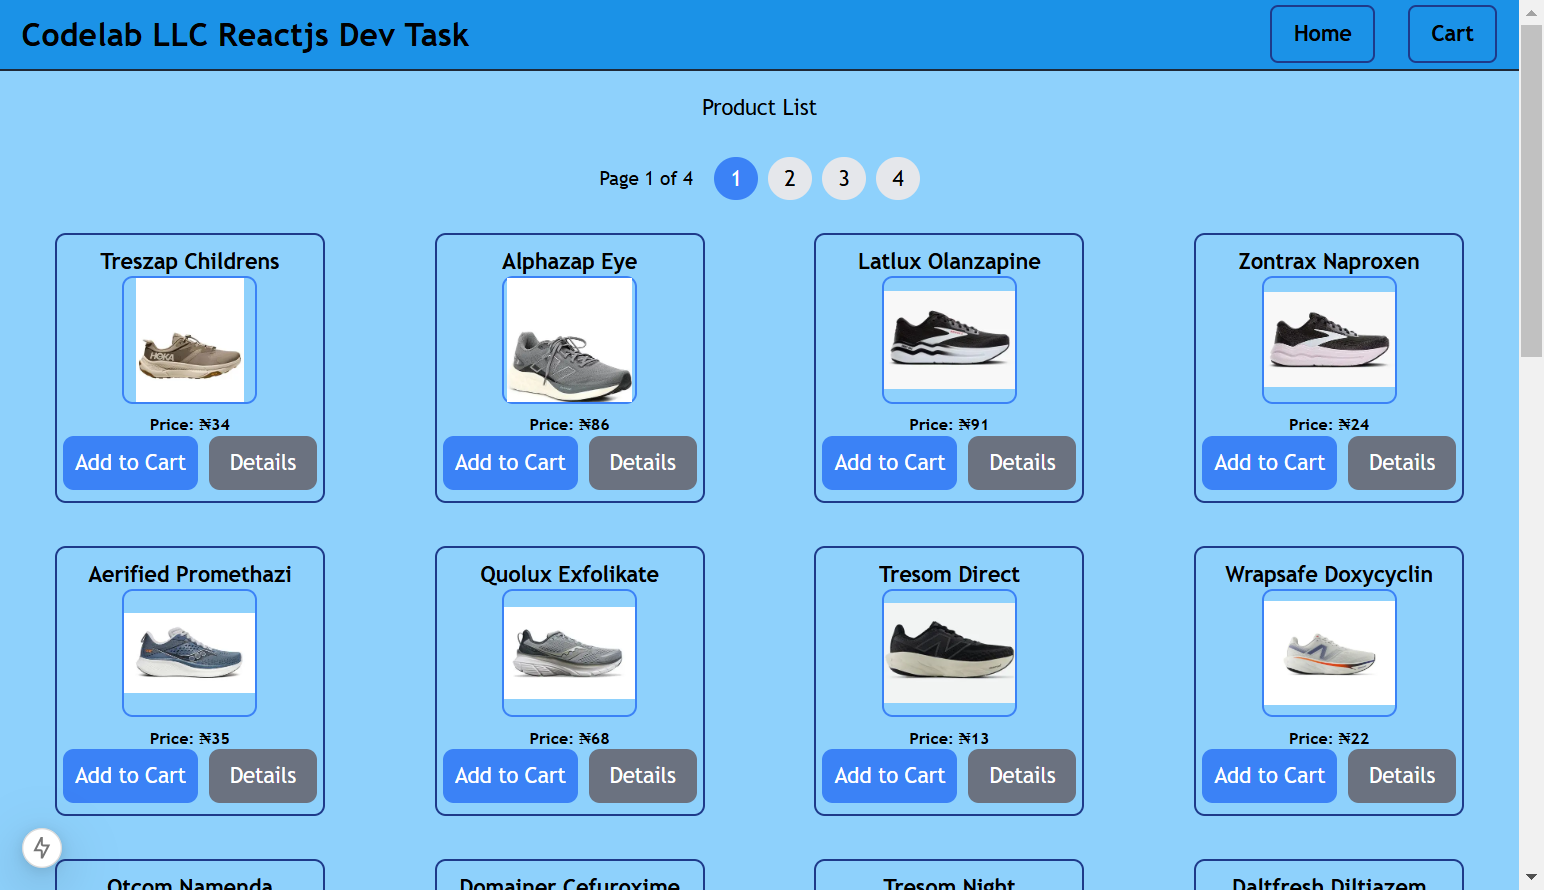 Codelab LLC Reactjs Dev Task
Home
Cart
Product List
Page 1 of 4
1
2
3
4
Treszap Childrens
Alphazap Eye
Latlux Olanzapine
Zontrax Naproxen
HOKA
Price: ₦34
Price: ₦86
Price: ₦91
Price: ₦24
Add to Cart
Details
Add to Cart
Details
Add to Cart
Details
Add to Cart
Details
Aerified Promethazi
Quolux Exfolikate
Tresom Direct
Wrapsafe Doxycyclin
Price: ₦35
Price: ₦68
Price: ₦13
Price: ₦22
Add to Cart
Details
Add to Cart
Details
Add to Cart
Details
Add to Cart
Details
Otcom Namenda
Domainer Cefuroxime
Tresom Night
Daltfresh Diltiazem